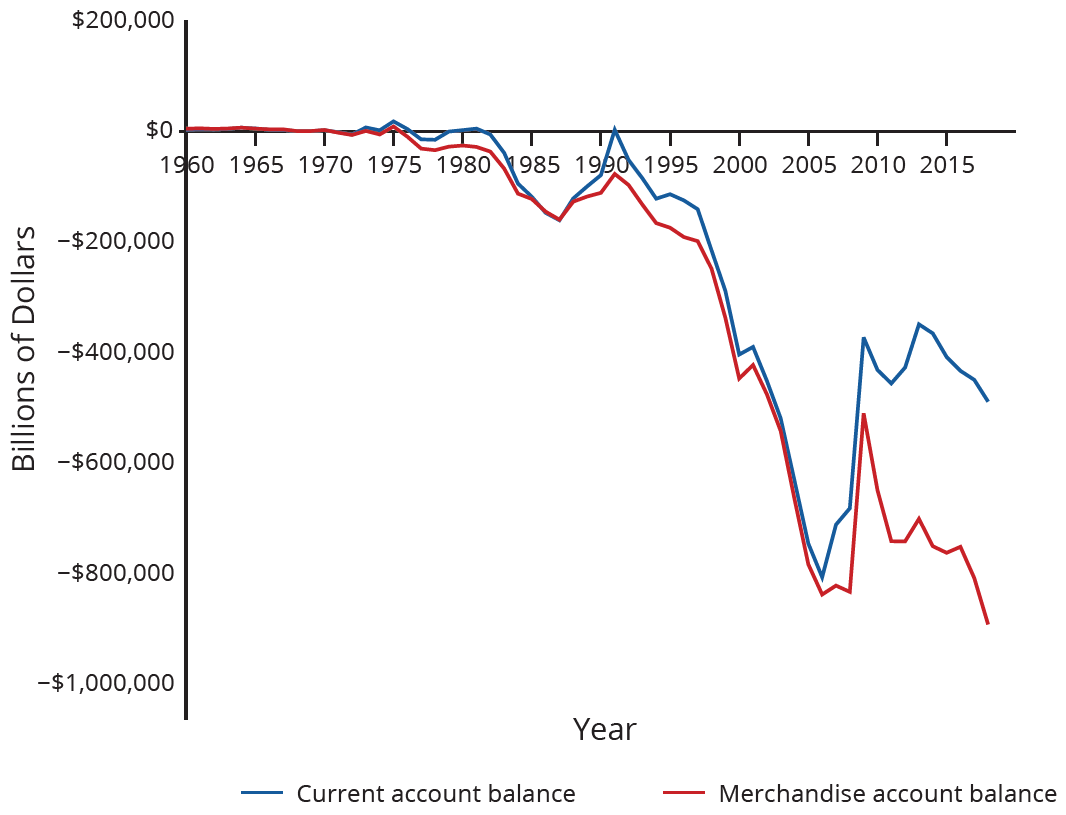 $200,000
$0
1960 1965 1970 1975 1980 1985 1990 1995 2000 2005 2010 2015
−$200,000
−$400,000
−$600,000
−$800,000
−$1,000,000
Billions of Dollars
Year
Current account balance
Merchandise account balance